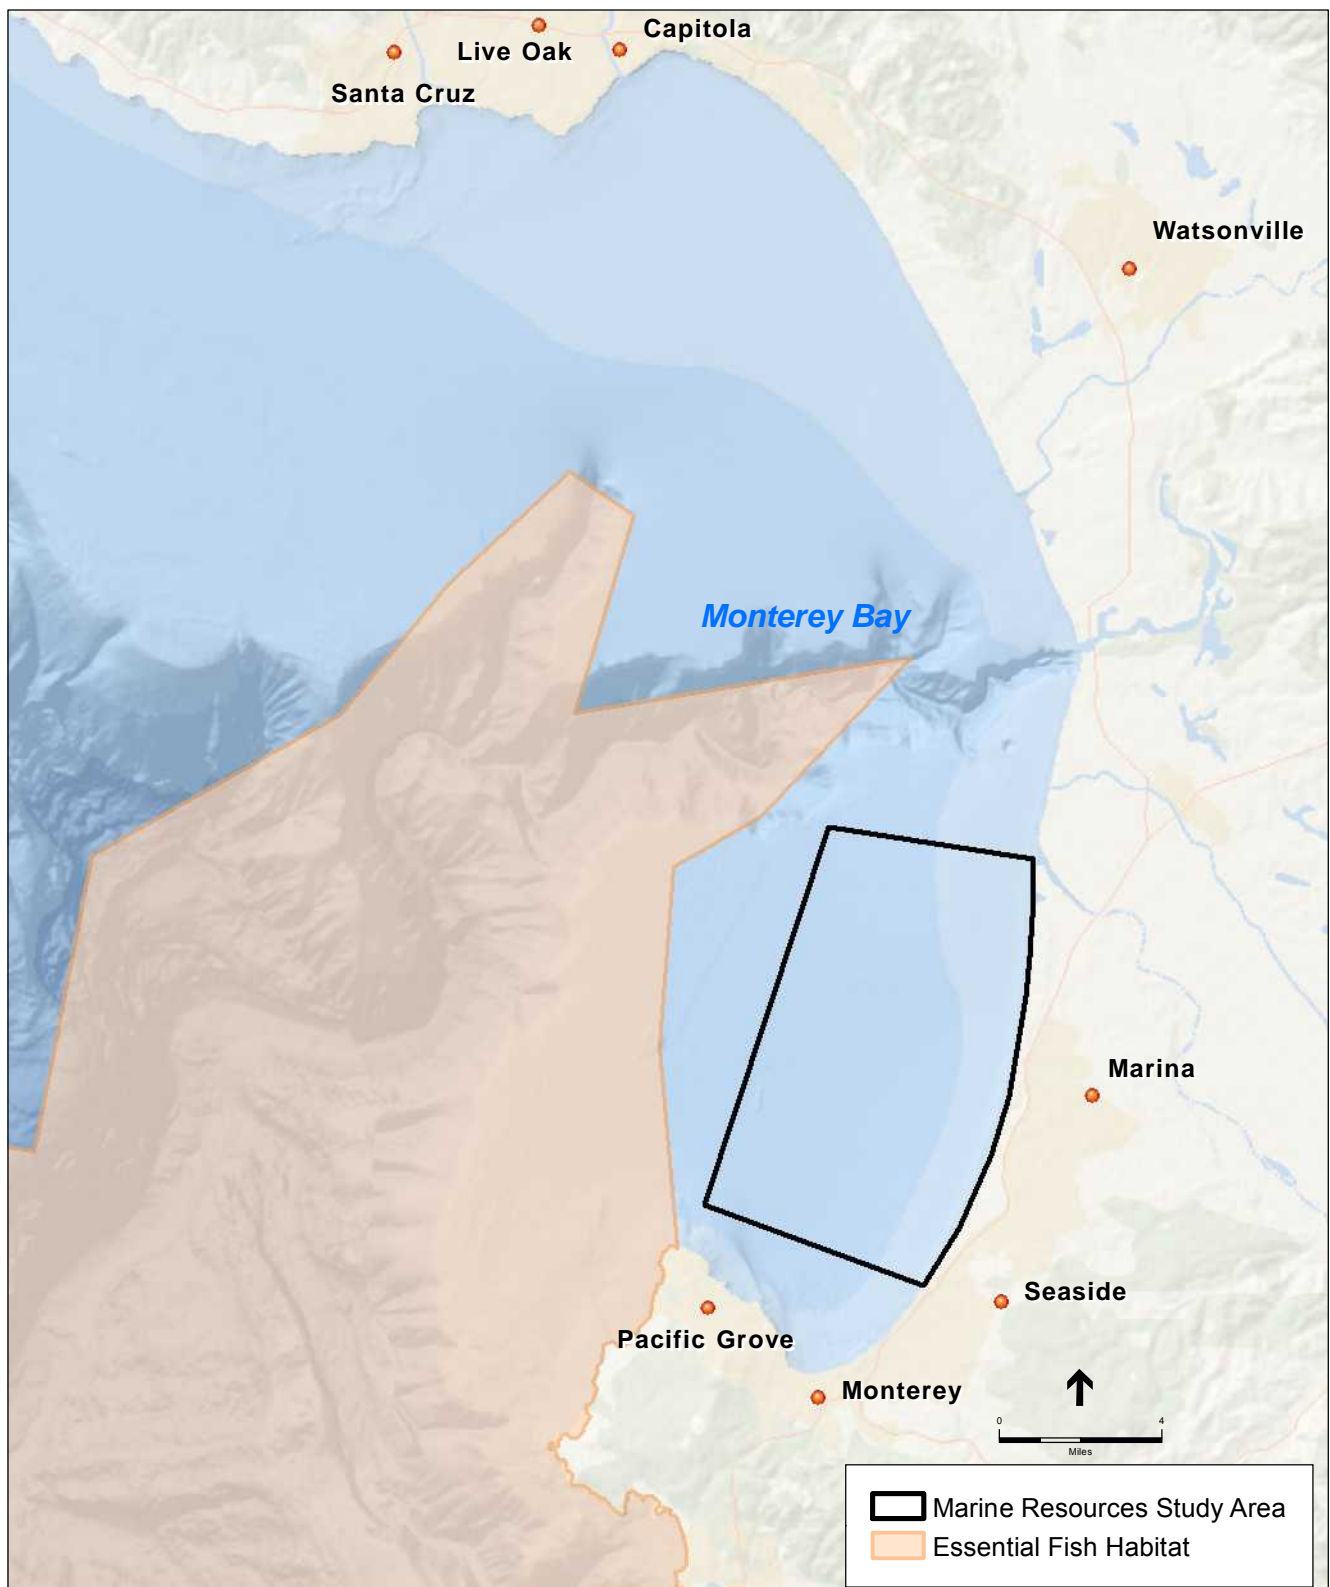 Capitola
Live Oak
Santa Cruz
Watsonville
Monterey Bay
Marina
Seaside
Pacific Grove
Monterey
0 4
Miles
Marine Resources Study Area
Essential Fish Habitat